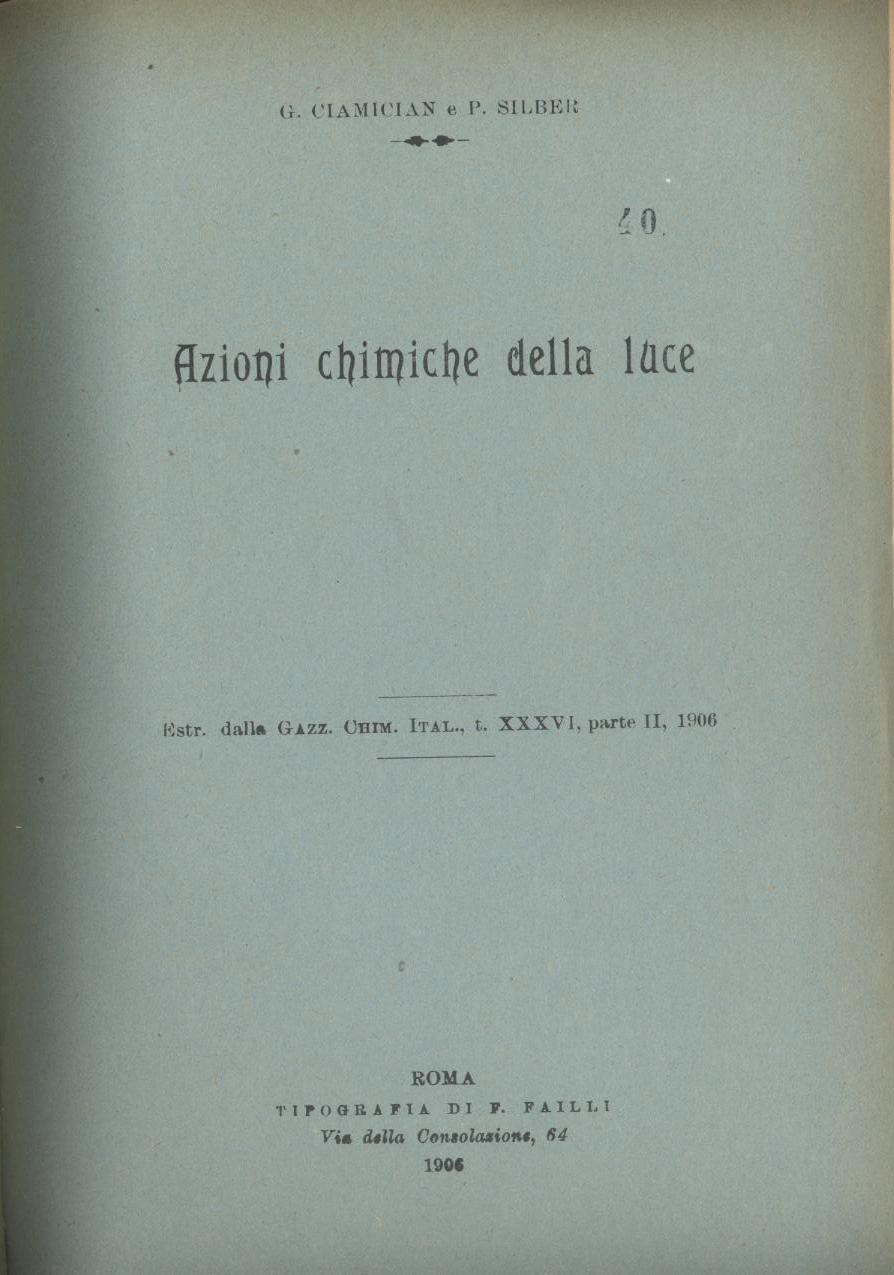 G. CIAMICIAN e P. SILBER
40.
Azioni chimiche della luce
Estr. dalla GAZZ. CHIM. ITAL., t. XXXVI, parte II, 1906
ROMA
TIPOGRAFIA DI F. FAILLI
Via della Consolazione, 64
1906